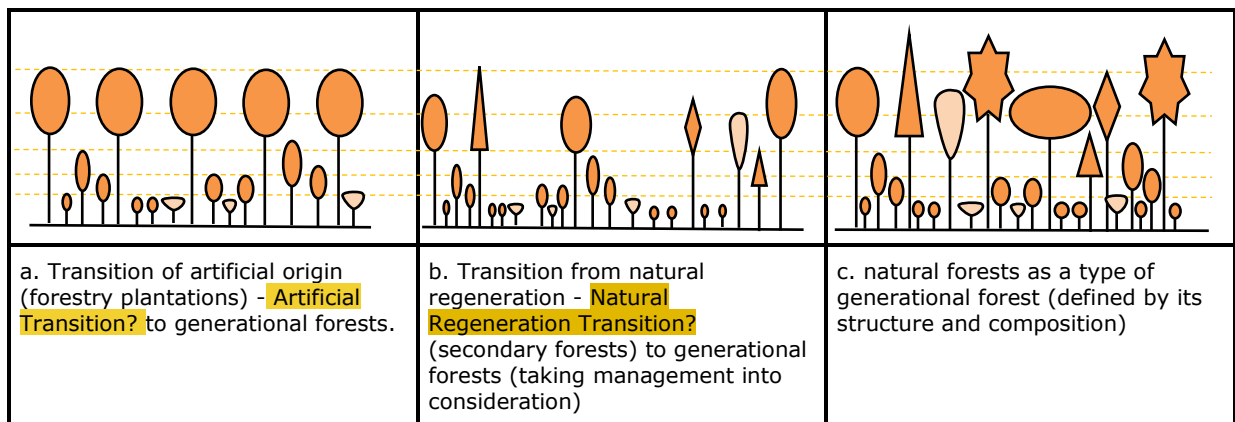 a. Transition of artificial origin
(forestry plantations) - Artificial
Transition? to generational forests.
b. Transition from natural
regeneration - Natural
Regeneration Transition?
(secondary forests) to generational
forests (taking management into
consideration)
c. natural forests as a type of
generational forest (defined by its
structure and composition)